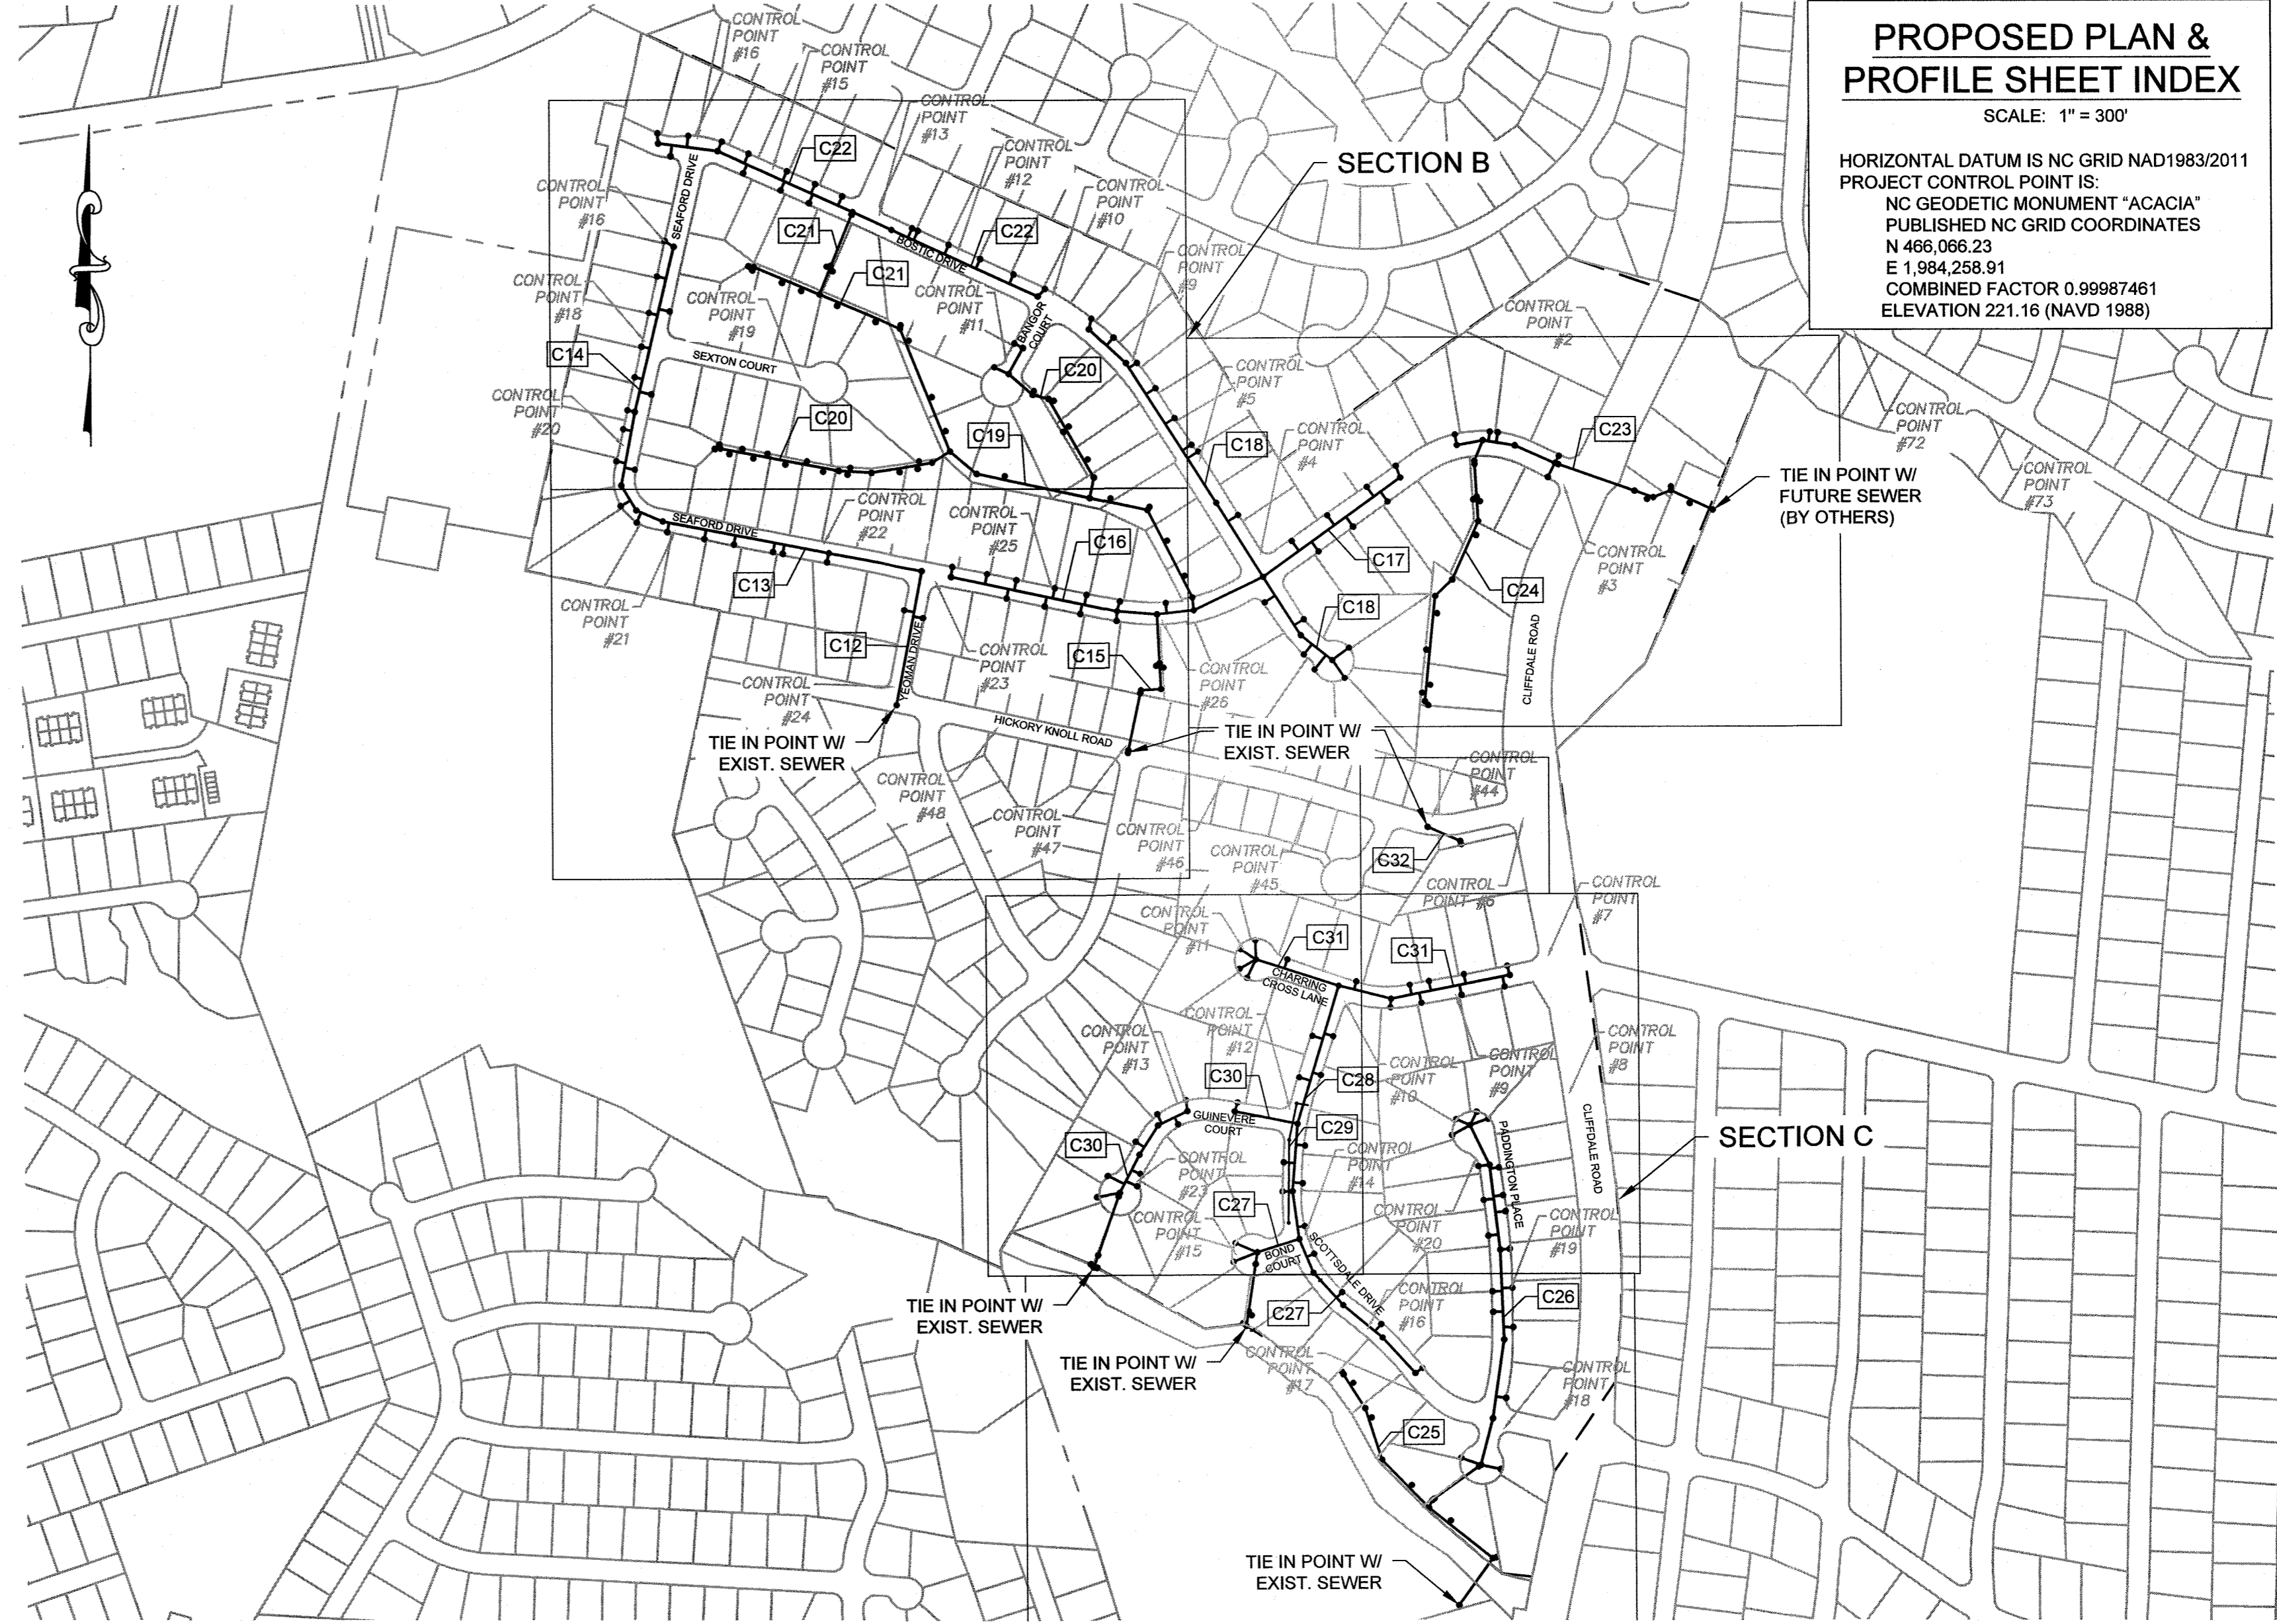 PROPOSED PLAN &
PROFILE SHEET INDEX
SCALE: 1" = 300'
HORIZONTAL DATUM IS NC GRID NAD1983/2011
PROJECT CONTROL POINT IS:
NC GEODETIC MONUMENT “ACACIA”
PUBLISHED NC GRID COORDINATES
N 466,066.23
E 1,984,258.91
COMBINED FACTOR 0.99987461
ELEVATION 221.16 (NAVD 1988)
CONTROL
POINT
#16
CONTROL
POINT
#15
CONTROL
POINT
#13
CONTROL
POINT
#12
CONTROL
POINT
#10
CONTROL
POINT
#9
SECTION B
C22
SEAFORD DRIVE
CONTROL
POINT
#16
C21
BOSTIC DRIVE
C22
C21
CONTROL
POINT
#18
CONTROL
POINT
#19
CONTROL
POINT
#11
BANGOR
COURT
CONTROL
POINT
#2
C14
SEXTON COURT
C20
CONTROL
POINT
#5
CONTROL
POINT
#20
C20
C19
C18
CONTROL
POINT
#4
C23
CONTROL
POINT
#72
CONTROL
POINT
#73
TIE IN POINT W/
FUTURE SEWER
(BY OTHERS)
SEAFORD DRIVE
CONTROL
POINT
#22
CONTROL
POINT
#25
C16
C17
CONTROL
POINT
#3
C13
C24
CONTROL
POINT
#21
C18
C12
YEOMAN DRIVE
CONTROL
POINT
#23
C15
CONTROL
POINT
#26
CLIFFDALE ROAD
CONTROL
POINT
#24
HICKORY KNOLL ROAD
TIE IN POINT W/
EXIST. SEWER
TIE IN POINT W/
EXIST. SEWER
CONTROL
POINT
#44
CONTROL
POINT
#48
CONTROL
POINT
#47
CONTROL
POINT
#46
CONTROL
POINT
#45
C32
CONTROL
POINT #6
CONTROL
POINT
#7
CONTROL
POINT
#11
C31
C31
CHARRING
CROSS LANE
CONTROL
POINT
#12
CONTROL
POINT
#13
CONTROL
POINT
#10
CONTROL
POINT
#9
CONTROL
POINT
#8
C30
C28
GUINEVERE
COURT
C29
C30
CONTROL
POINT
#23
CONTROL
POINT
#14
PADDINGTON PLACE
CLIFFDALE ROAD
SECTION C
C27
CONTROL
POINT
#15
BOND
COURT
SCOTTSDALE DRIVE
CONTROL
POINT
#20
CONTROL
POINT
#19
TIE IN POINT W/
EXIST. SEWER
C27
CONTROL
POINT
#16
C26
TIE IN POINT W/
EXIST. SEWER
CONTROL
POINT
#17
CONTROL
POINT
#18
C25
TIE IN POINT W/
EXIST. SEWER